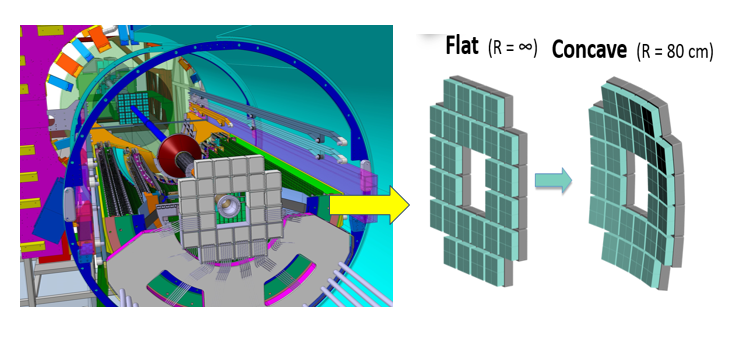 Flat (R = ∞) Concave (R = 80 cm)